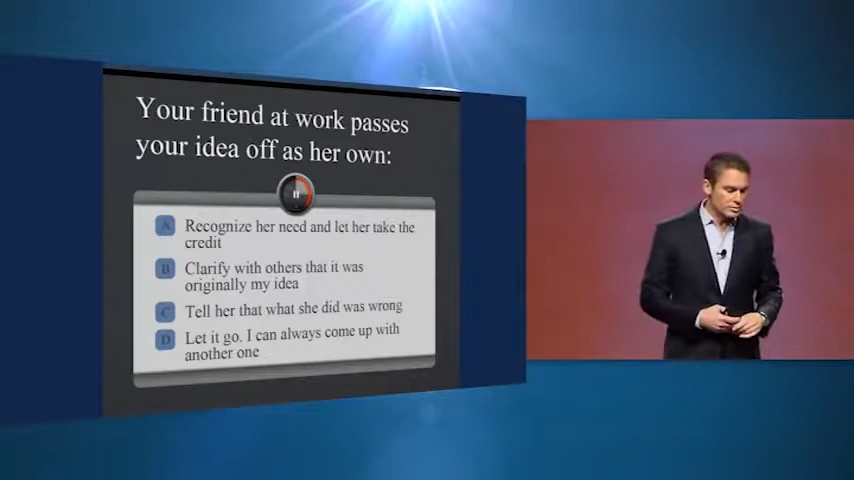 Your friend at work passes
your idea off as her own:
A Recognize her need and let her take the
credit
B Clarify with others that it was
originally my idea
C Tell her that what she did was wrong
D Let it go. I can always come up with
another one